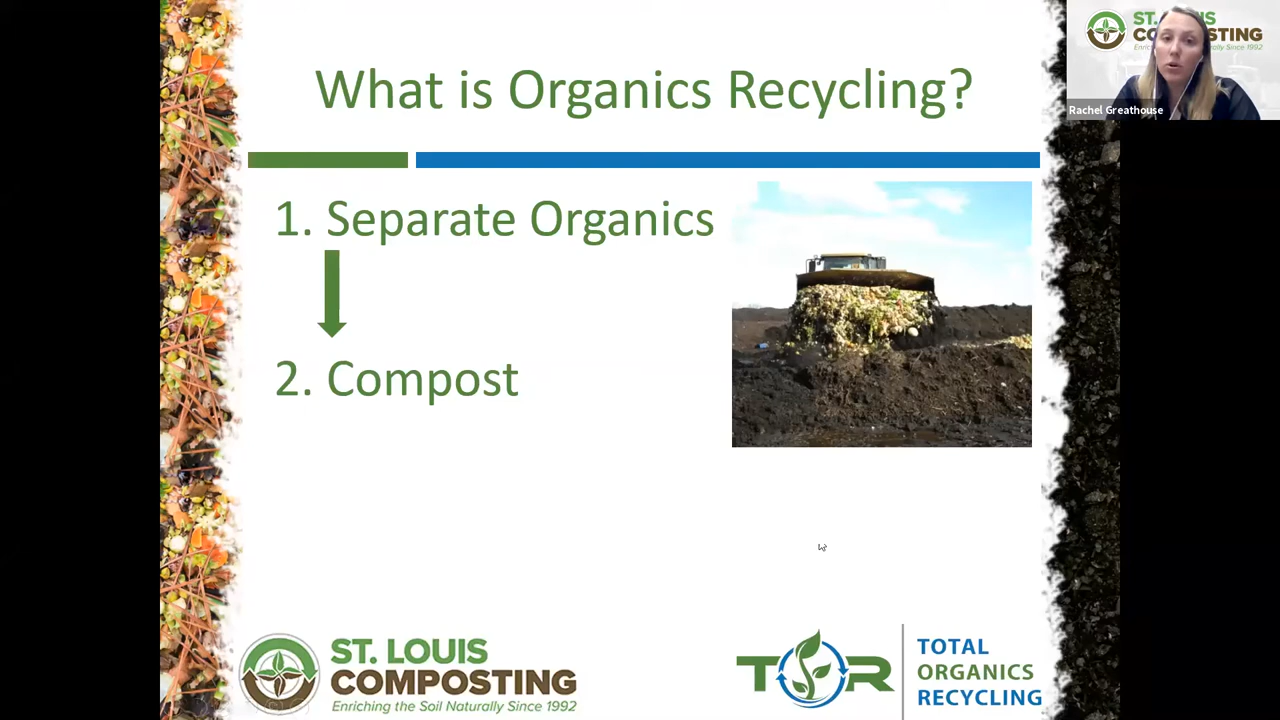 What is Organics Recycling?
1. Separate Organics
2. Compost
ST. LOUIS
COMPOSTING
Enriching the Soil Naturally Since 1992
TOR
TOTAL
ORGANICS
RECYCLING
Rachel Greathouse